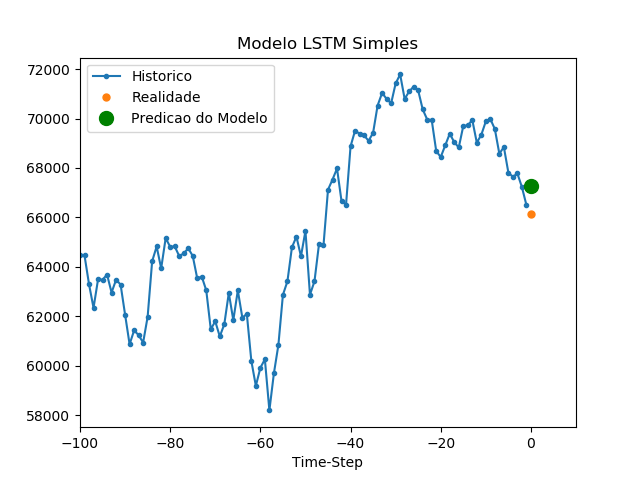 Modelo LSTM Simples
Historico
Realidade
Predicao do Modelo
72000
70000
68000
66000
64000
62000
60000
58000
−100 −80 −60 −40 −20 0
Time-Step